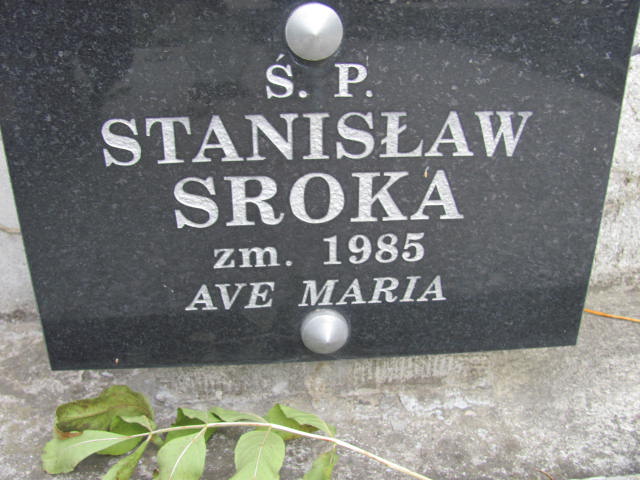 Ś. P.
STANISŁAW
SROKA
zm. 1985
AVE MARIA